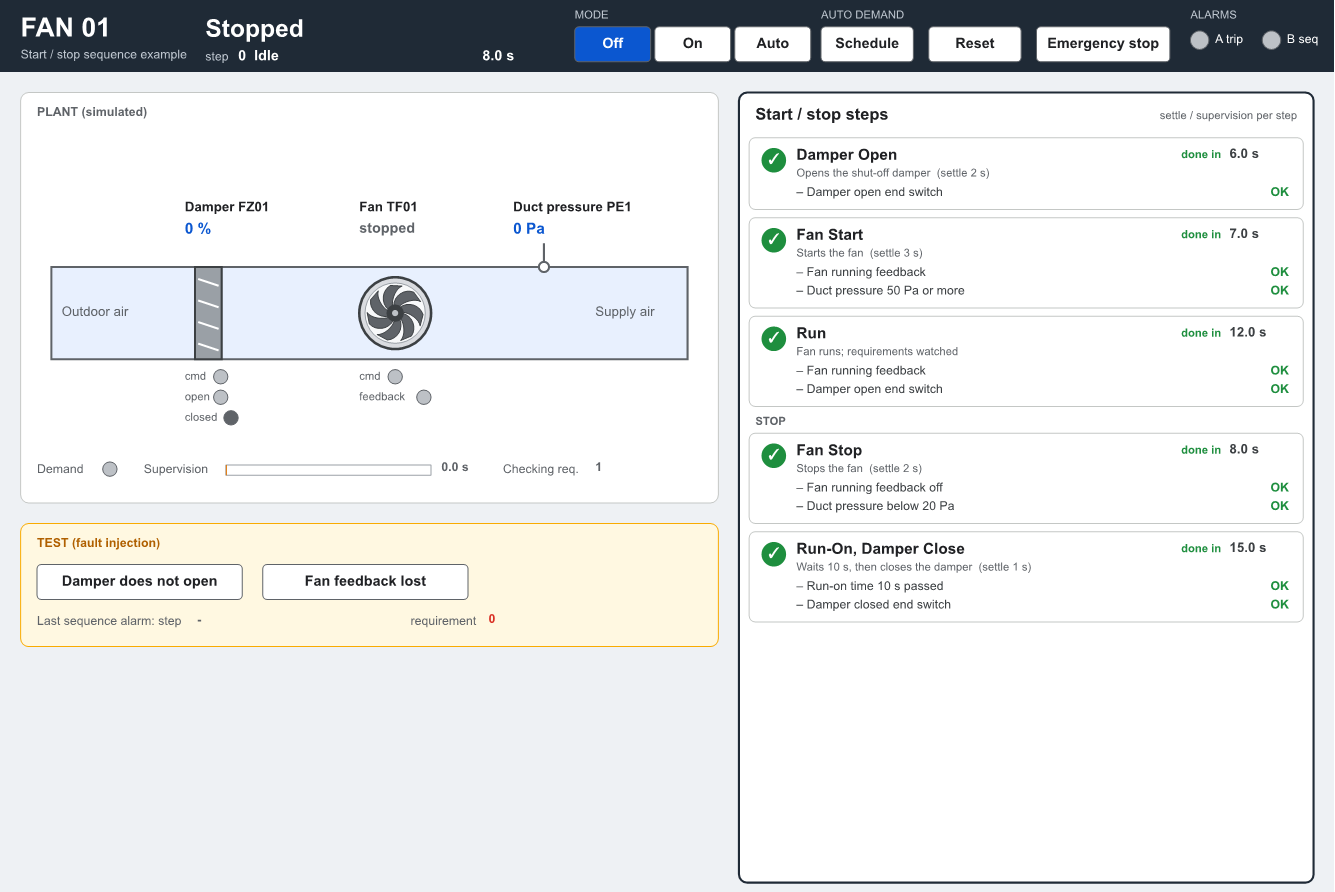 FAN 01
Start / stop sequence example
Stopped
step 0 Idle 8.0 s
MODE
Off On Auto
AUTO DEMAND
Schedule Reset Emergency stop
ALARMS
A trip B seq
PLANT (simulated)
Damper FZ01
0 %
Fan TF01
stopped
Duct pressure PE1
0 Pa
Outdoor air
Supply air
cmd
open
closed
cmd
feedback
Demand Supervision 0.0 s Checking req. 1
TEST (fault injection)
Damper does not open Fan feedback lost
Last sequence alarm: step - requirement 0
Start / stop steps settle / supervision per step
Damper Open done in 6.0 s
Opens the shut-off damper (settle 2 s)
– Damper open end switch OK
Fan Start done in 7.0 s
Starts the fan (settle 3 s)
– Fan running feedback OK
– Duct pressure 50 Pa or more OK
Run done in 12.0 s
Fan runs; requirements watched
– Fan running feedback OK
– Damper open end switch OK
STOP
Fan Stop done in 8.0 s
Stops the fan (settle 2 s)
– Fan running feedback off OK
– Duct pressure below 20 Pa OK
Run-On, Damper Close done in 15.0 s
Waits 10 s, then closes the damper (settle 1 s)
– Run-on time 10 s passed OK
– Damper closed end switch OK